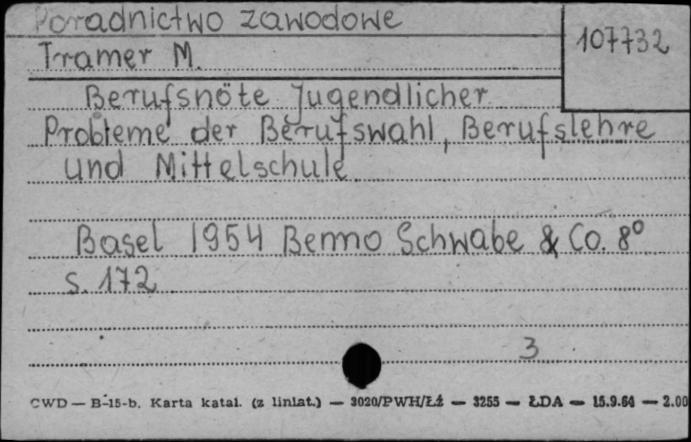 Poradnictwo zawodowe
107732
Tramer M.
Berufsnöte Jugendlicher
Probleme der Berufswahl, Berufslehre
und Mittelschule
Basel 1954 Benno Schwabe & Co. 8°
s. 172
3
CWD — B-15-b. Karta katal. (z liniat.) — 3020/PWH/Łź — 3255 — ŁDA — 15.9.64 — 2.00